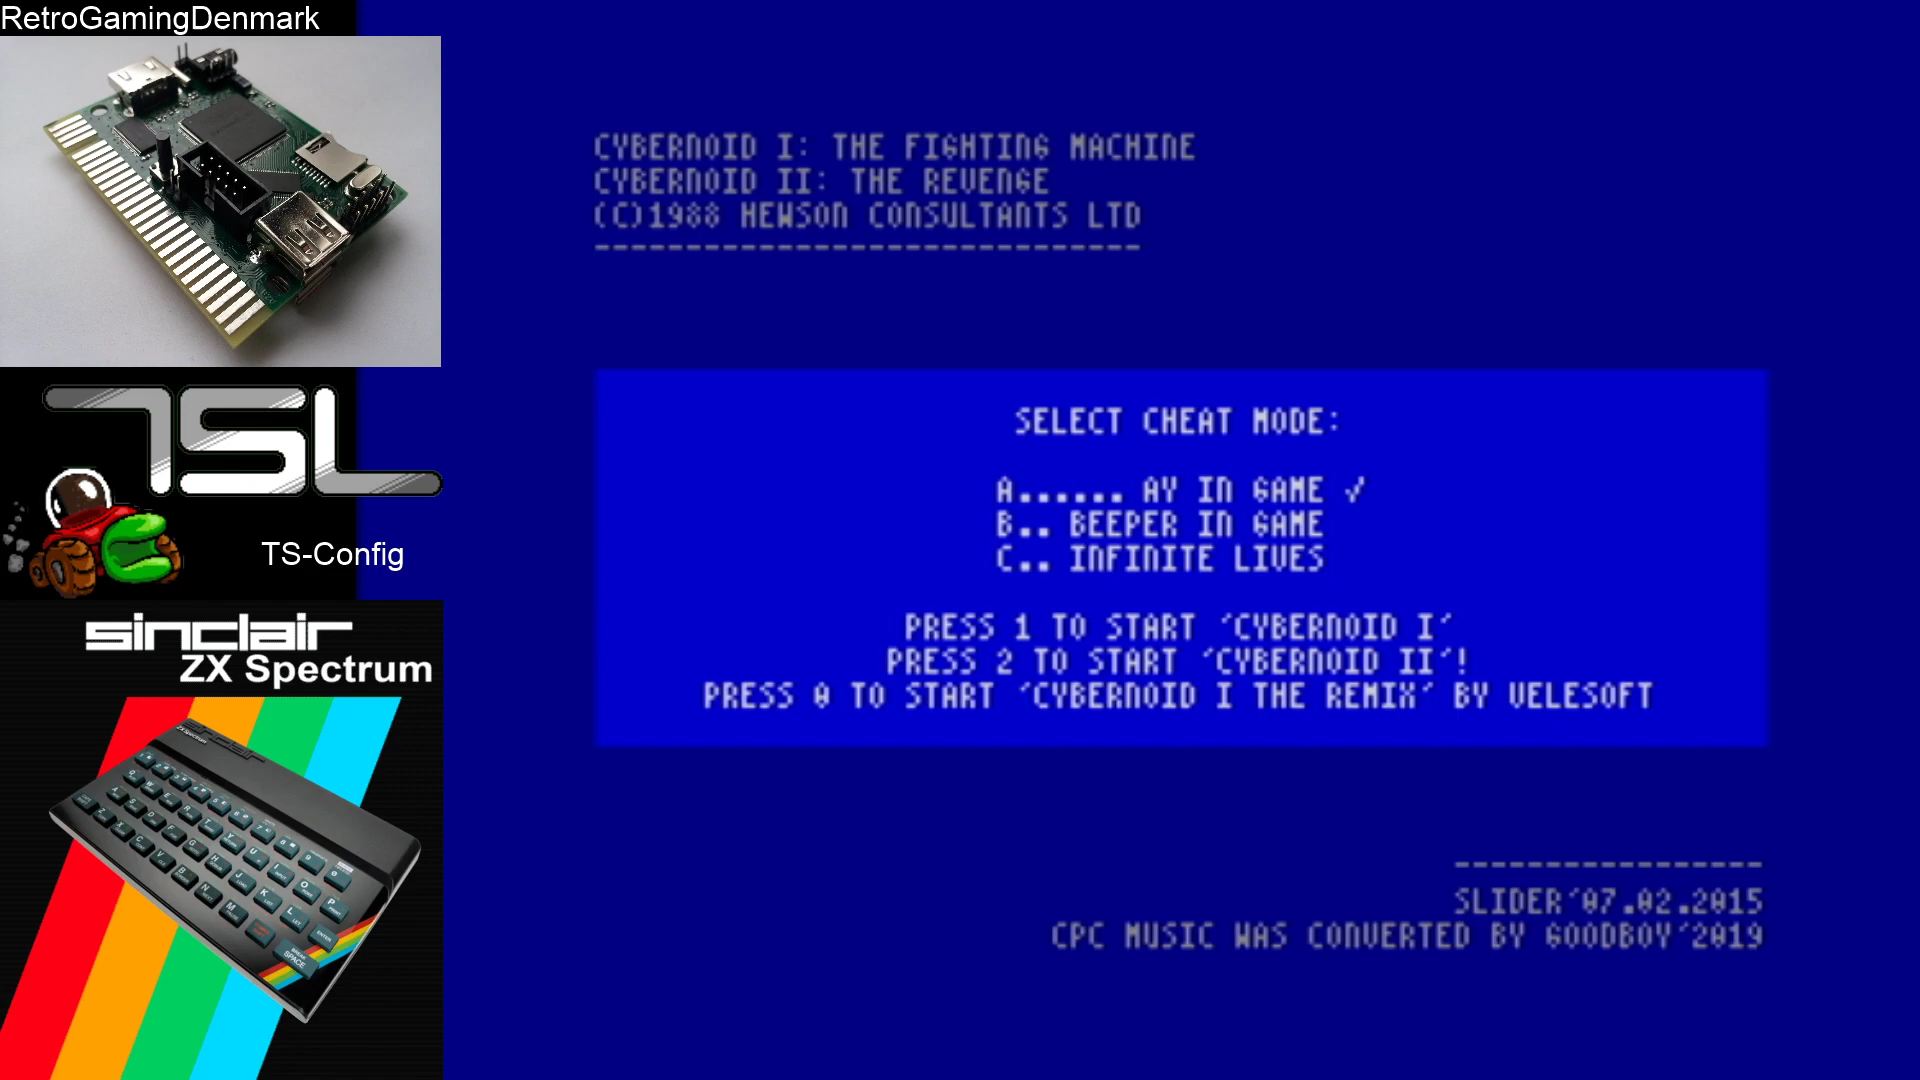 RetroGamingDenmark
CYBERNOID I: THE FIGHTING MACHINE
CYBERNOID II: THE REVENGE
(C)1988 HEWSON CONSULTANTS LTD
------------------------------
SELECT CHEAT MODE:
A...... AY IN GAME √
B.. BEEPER IN GAME
C.. INFINITE LIVES
PRESS 1 TO START 'CYBERNOID I'
PRESS 2 TO START 'CYBERNOID II'!
PRESS 0 TO START 'CYBERNOID I THE REMIX' BY VELESOFT
-----------------
SLIDER'07.02.2015
CPC MUSIC WAS CONVERTED BY GOODBOY'2019
TSL
TS-Config
sinclair
ZX Spectrum